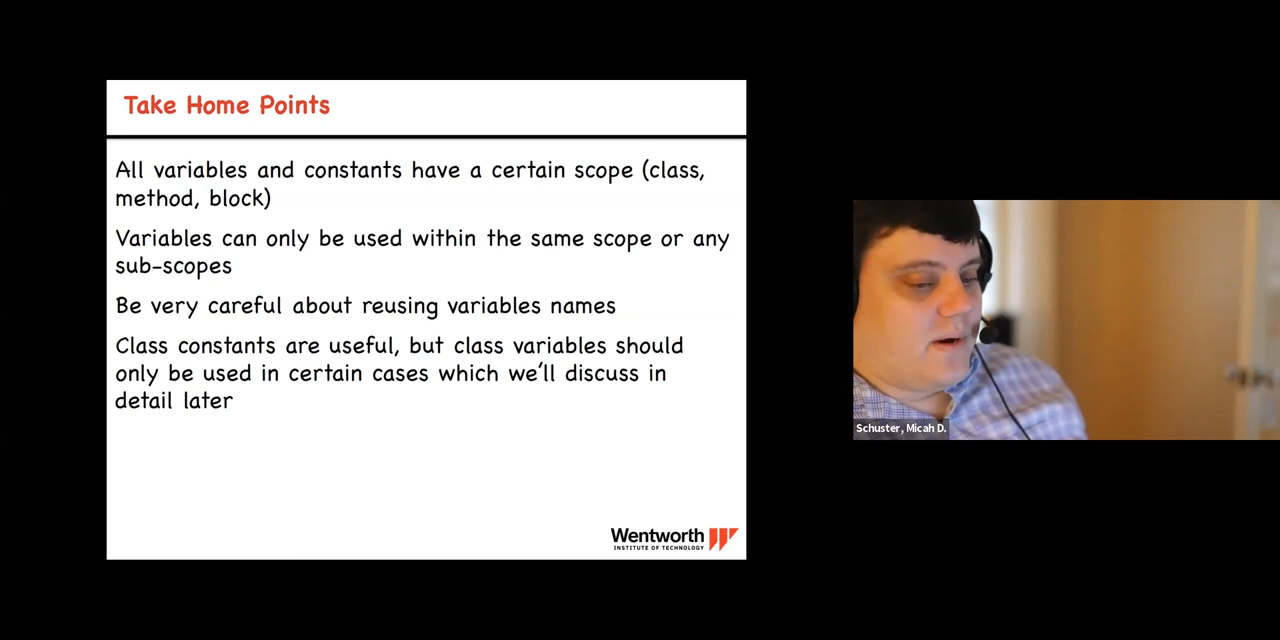 Take Home Points
All variables and constants have a certain scope (class,
method, block)
Variables can only be used within the same scope or any
sub-scopes
Be very careful about reusing variables names
Class constants are useful, but class variables should
only be used in certain cases which we'll discuss in
detail later
Wentworth
INSTITUTE OF TECHNOLOGY
Schuster, Micah D.